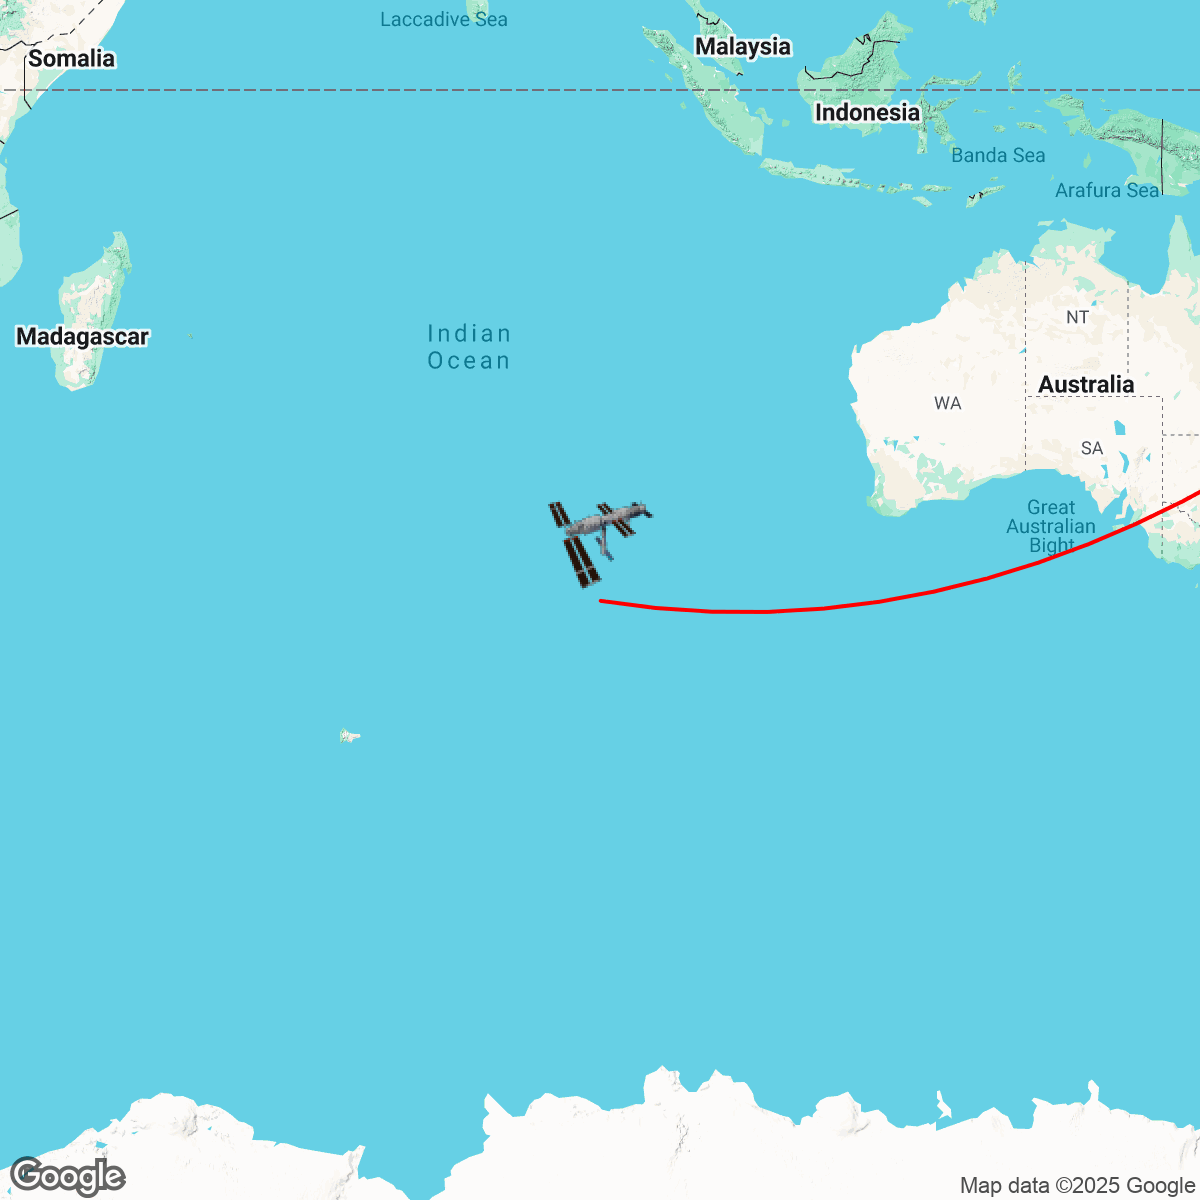 Laccadive Sea
Somalia
Malaysia
Indonesia
Banda Sea
Arafura Sea
Madagascar
Indian
Ocean
NT
Australia
WA
SA
Great
Australian
Bight
Google
Map data ©2025 Google